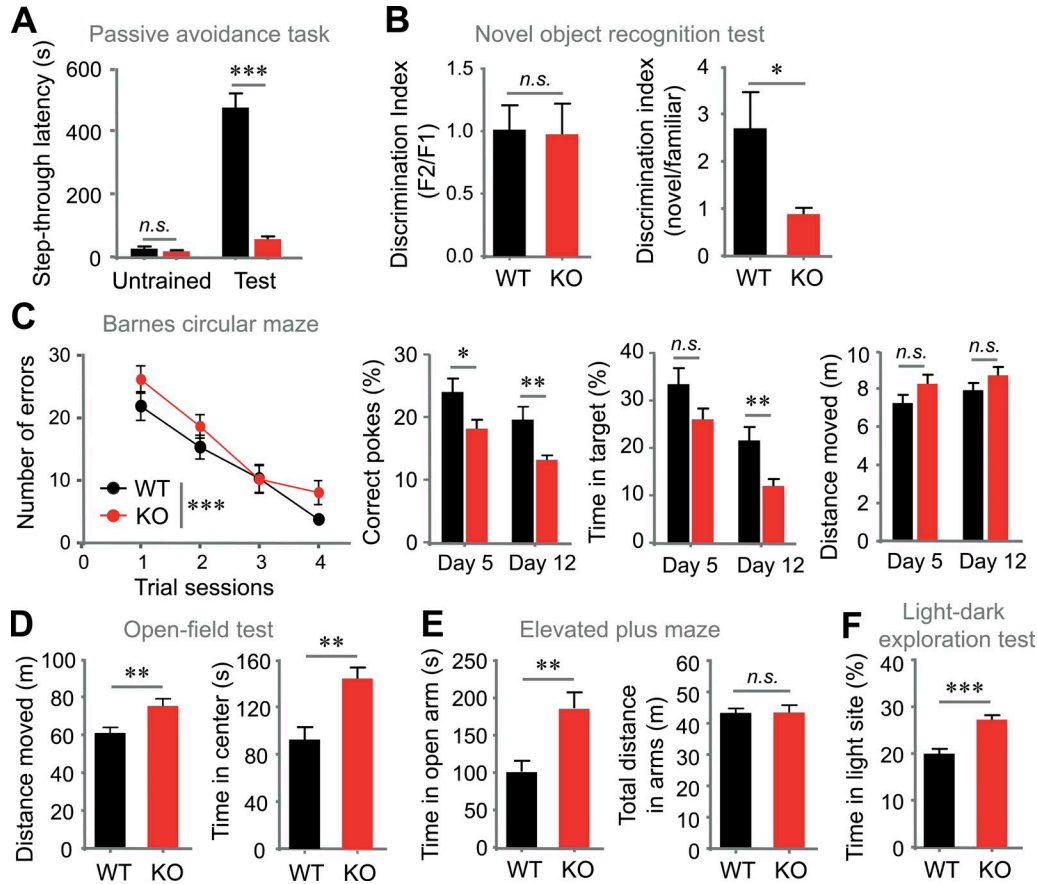 A
Passive avoidance task
Step-through latency (s)
600
400
200
0
n.s.
***
Untrained
Test
B
Novel object recognition test
Discrimination Index
(F2/F1)
1.5
1.0
0.5
0.0
n.s.
WT
KO
Discrimination index
(novel/familiar)
4
3
2
1
0
*
WT
KO
C
Barnes circular maze
Number of errors
30
20
10
0
WT
KO
***
0
1
2
3
4
Trial sessions
Correct pokes (%)
30
20
10
0
*
**
Day 5
Day 12
Time in target (%)
40
30
20
10
0
n.s.
**
Day 5
Day 12
Distance moved (m)
10
8
6
4
2
0
n.s.
n.s.
Day 5
Day 12
D
Open-field test
Distance moved (m)
100
80
60
40
20
0
**
WT
KO
Time in center (s)
160
120
80
40
0
**
WT
KO
E
Elevated plus maze
Time in open arm (s)
250
200
150
100
50
0
**
WT
KO
Total distance
in arms (m)
60
50
40
30
20
10
0
n.s.
WT
KO
F
Light-dark
exploration test
Time in light site (%)
40
30
20
10
0
***
WT
KO